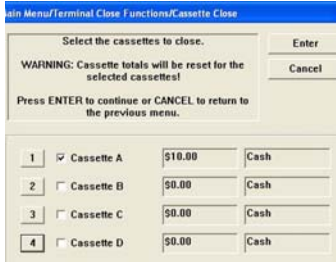 ain Menu/Terminal Close Functions/Cassette Close
Select the cassettes to close.
Enter
WARNING: Cassette totals will be reset for the
selected cassettes!
Cancel
Press ENTER to continue or CANCEL to return to
the previous menu.
1 Cassette A $10.00 Cash
2 Cassette B $0.00 Cash
3 Cassette C $0.00 Cash
4 Cassette D $0.00 Cash